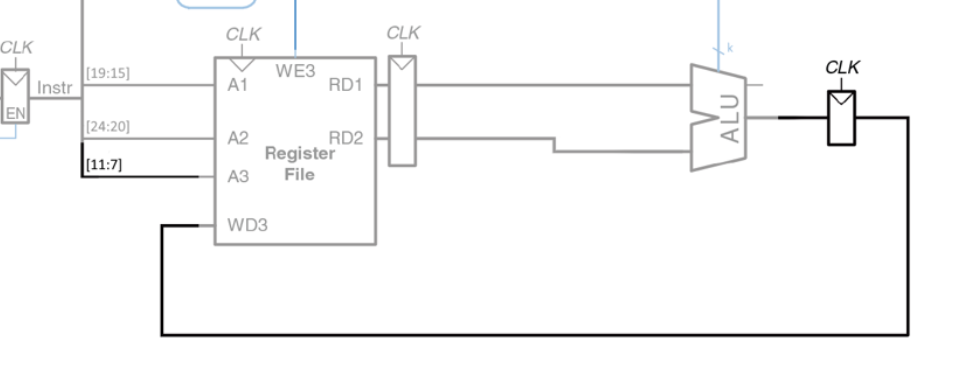 CLK
CLK
CLK
CLK
k
[19:15]
WE3
A1
RD1
Instr
EN
[24:20]
A2
RD2
ALU
Register
File
[11:7]
A3
WD3